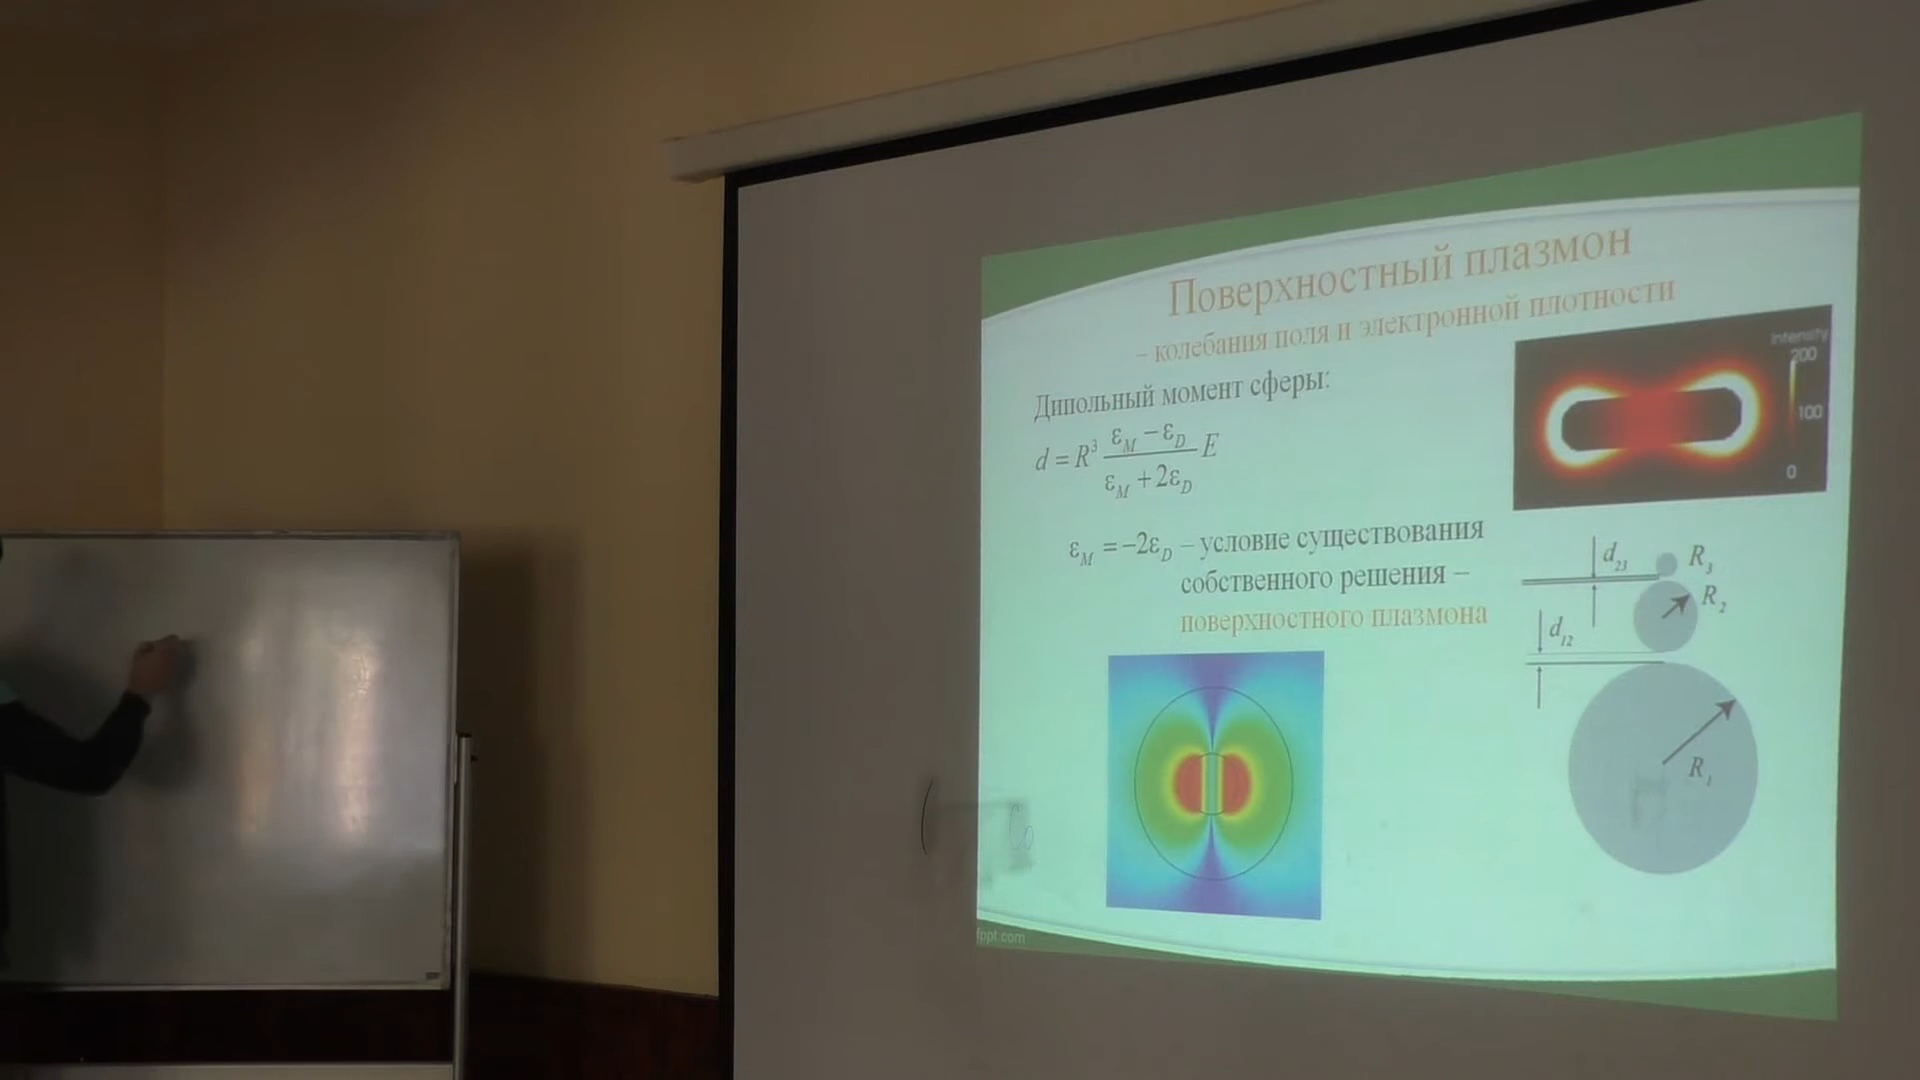 Поверхностный плазмон
– колебания поля и электронной плотности
Дипольный момент сферы:
d = R³ (ε_M − ε_D) / (ε_M + 2ε_D) E
ε_M = −2ε_D – условие существования
собственного решения –
поверхностного плазмона
Intensity
200
100
0
d₂₃
R₃
R₂
d₁₂
R₁
fppt.com